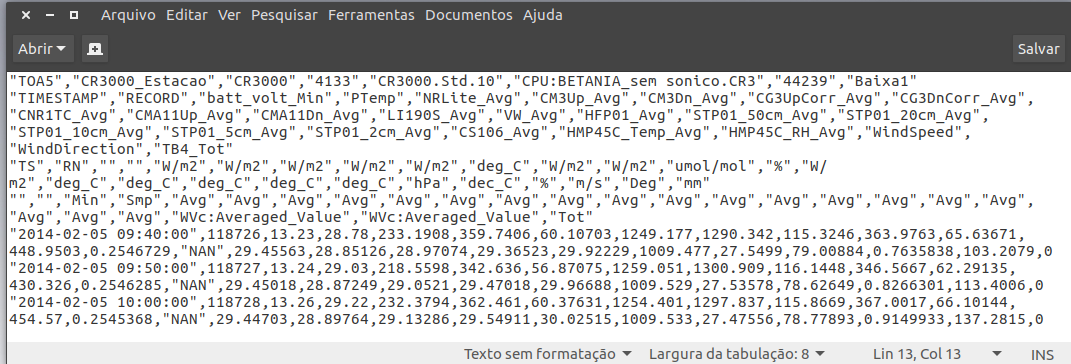 Arquivo Editar Ver Pesquisar Ferramentas Documentos Ajuda
Abrir Salvar
"TOA5","CR3000_Estacao","CR3000","4133","CR3000.Std.10","CPU:BETANIA_sem sonico.CR3","44239","Baixa1"
"TIMESTAMP","RECORD","batt_volt_Min","PTemp","NRLite_Avg","CM3Up_Avg","CM3Dn_Avg","CG3UpCorr_Avg","CG3DnCorr_Avg",
"CNR1TC_Avg","CMA11Up_Avg","CMA11Dn_Avg","LI190S_Avg","VW_Avg","HFP01_Avg","STP01_50cm_Avg","STP01_20cm_Avg",
"STP01_10cm_Avg","STP01_5cm_Avg","STP01_2cm_Avg","CS106_Avg","HMP45C_Temp_Avg","HMP45C_RH_Avg","WindSpeed",
"WindDirection","TB4_Tot"
"TS","RN","","","W/m2","W/m2","W/m2","W/m2","W/m2","deg_C","W/m2","W/m2","umol/mol","%","W/
m2","deg_C","deg_C","deg_C","deg_C","deg_C","hPa","dec_C","%","m/s","Deg","mm"
"","","Min","Smp","Avg","Avg","Avg","Avg","Avg","Avg","Avg","Avg","Avg","Avg","Avg","Avg","Avg","Avg","Avg",
"Avg","Avg","Avg","WVc:Averaged_Value","WVc:Averaged_Value","Tot"
"2014-02-05 09:40:00",118726,13.23,28.78,233.1908,359.7406,60.10703,1249.177,1290.342,115.3246,363.9763,65.63671,
448.9503,0.2546729,"NAN",29.45563,28.85126,28.97074,29.36523,29.92229,1009.477,27.5499,79.00884,0.7635838,103.2079,0
"2014-02-05 09:50:00",118727,13.24,29.03,218.5598,342.636,56.87075,1259.051,1300.909,116.1448,346.5667,62.29135,
430.326,0.2546285,"NAN",29.45018,28.87249,29.0521,29.47018,29.96688,1009.529,27.53578,78.62649,0.8266301,113.4006,0
"2014-02-05 10:00:00",118728,13.26,29.22,232.3794,362.461,60.37631,1254.401,1297.837,115.8669,367.0017,66.10144,
454.57,0.2545368,"NAN",29.44703,28.89764,29.13286,29.54911,30.02515,1009.533,27.47556,78.77893,0.9149933,137.2815,0
Texto sem formatação Largura da tabulação: 8 Lin 13, Col 13 INS